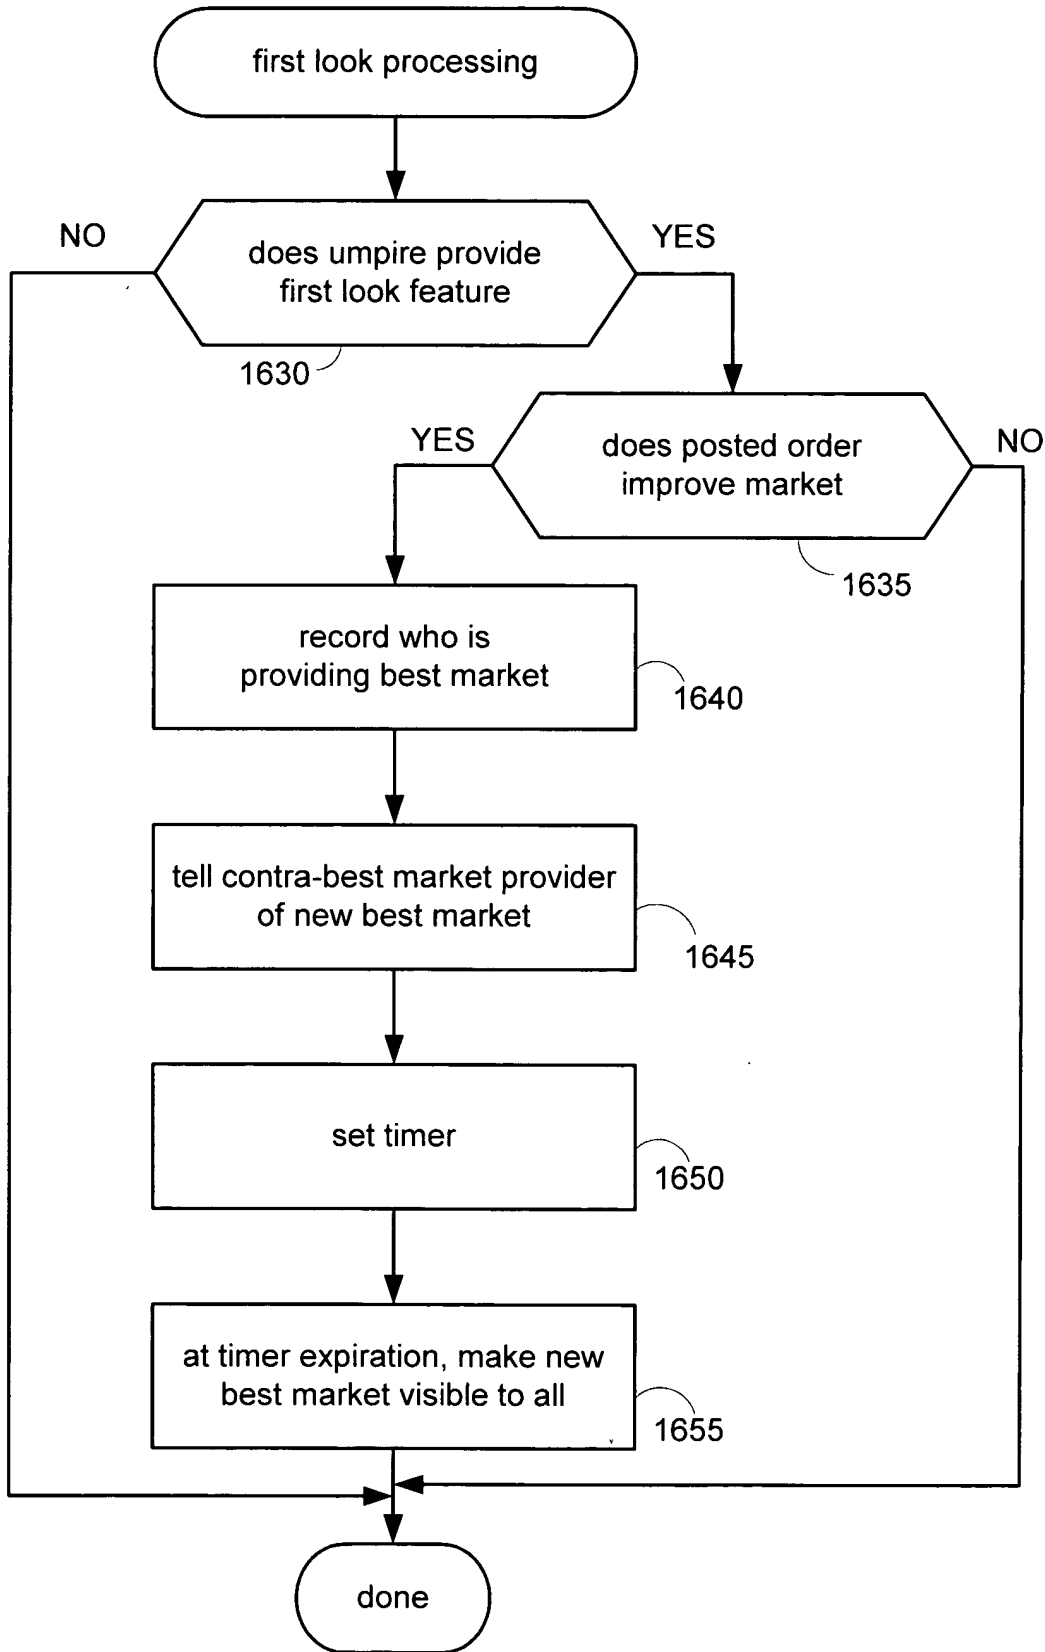 first look processing
NO
YES
does umpire provide
first look feature
1630
YES
NO
does posted order
improve market
1635
record who is
providing best market
1640
tell contra-best market provider
of new best market
1645
set timer
1650
at timer expiration, make new
best market visible to all
1655
done